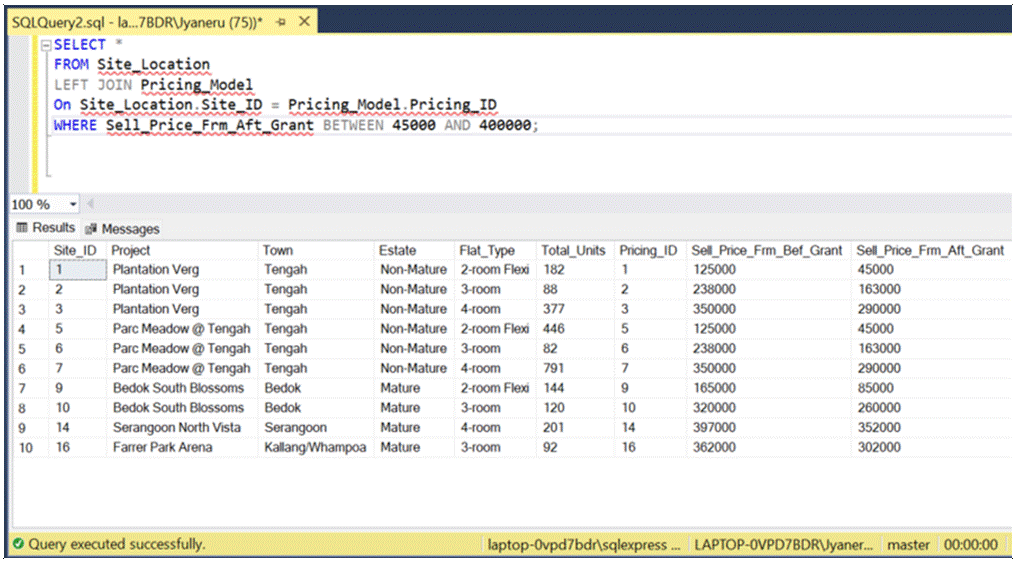 SQLQuery2.sql - la...7BDR\Jyaneru (75))*
SELECT *
FROM Site_Location
LEFT JOIN Pricing_Model
On Site_Location.Site_ID = Pricing_Model.Pricing_ID
WHERE Sell_Price_Frm_Aft_Grant BETWEEN 45000 AND 400000;
100 %
Results Messages
Site_ID Project Town Estate Flat_Type Total_Units Pricing_ID Sell_Price_Frm_Bef_Grant Sell_Price_Frm_Aft_Grant
1 1 Plantation Verg Tengah Non-Mature 2-room Flexi 182 1 125000 45000
2 2 Plantation Verg Tengah Non-Mature 3-room 88 2 238000 163000
3 3 Plantation Verg Tengah Non-Mature 4-room 377 3 350000 290000
4 5 Parc Meadow @ Tengah Tengah Non-Mature 2-room Flexi 446 5 125000 45000
5 6 Parc Meadow @ Tengah Tengah Non-Mature 3-room 82 6 238000 163000
6 7 Parc Meadow @ Tengah Tengah Non-Mature 4-room 791 7 350000 290000
7 9 Bedok South Blossoms Bedok Mature 2-room Flexi 144 9 165000 85000
8 10 Bedok South Blossoms Bedok Mature 3-room 120 10 320000 260000
9 14 Serangoon North Vista Serangoon Mature 4-room 201 14 397000 352000
10 16 Farrer Park Arena Kallang/Whampoa Mature 3-room 92 16 362000 302000
Query executed successfully. laptop-0vpd7bdr\sqlexpress ... LAPTOP-0VPD7BDR\Jyaner... master 00:00:00